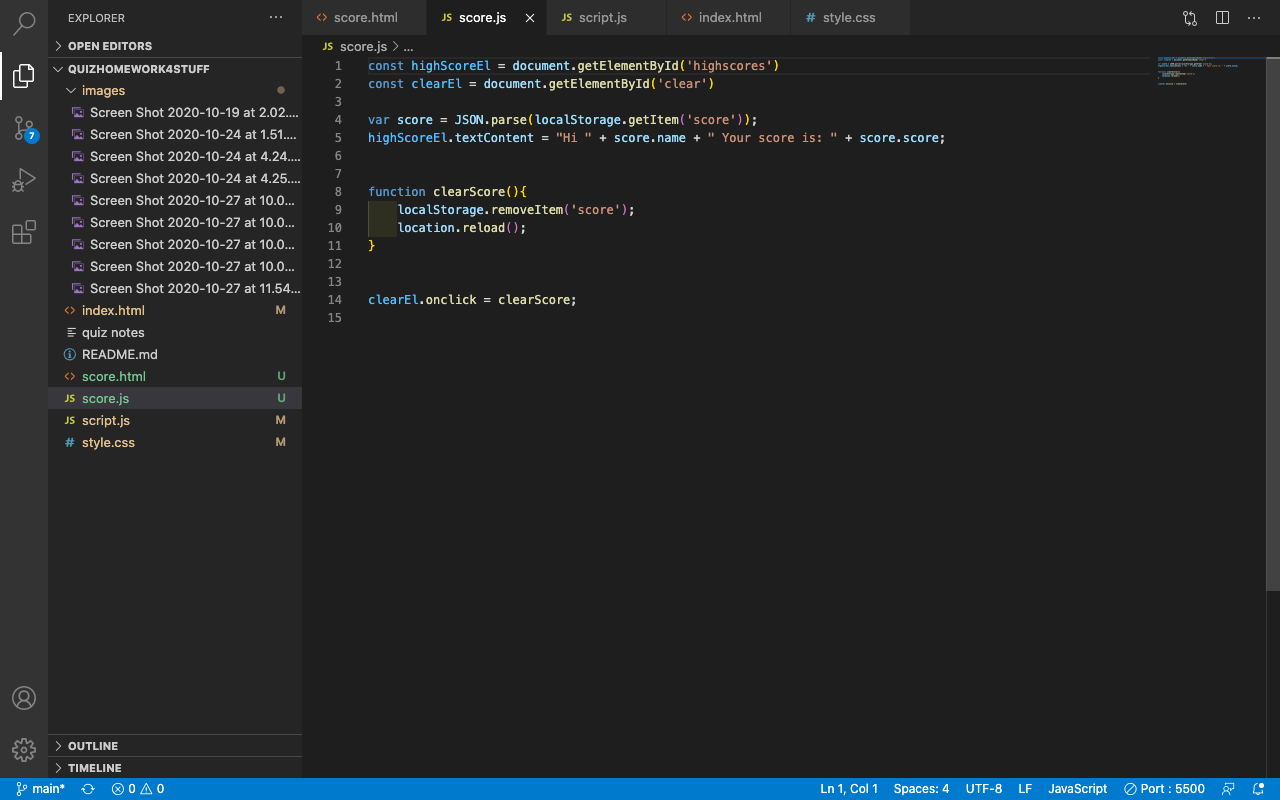 EXPLORER
OPEN EDITORS
QUIZHOMEWORK4STUFF
images
Screen Shot 2020-10-19 at 2.02....
Screen Shot 2020-10-24 at 1.51....
Screen Shot 2020-10-24 at 4.24....
Screen Shot 2020-10-24 at 4.25....
Screen Shot 2020-10-27 at 10.0...
Screen Shot 2020-10-27 at 10.0...
Screen Shot 2020-10-27 at 10.0...
Screen Shot 2020-10-27 at 10.0...
Screen Shot 2020-10-27 at 11.54...
<> index.html M
quiz notes
README.md
<> score.html U
JS score.js U
JS script.js M
# style.css M
OUTLINE
TIMELINE
7
<> score.html JS score.js JS script.js <> index.html # style.css
JS score.js > ...
1 const highScoreEl = document.getElementById('highscores')
2 const clearEl = document.getElementById('clear')
3
4 var score = JSON.parse(localStorage.getItem('score'));
5 highScoreEl.textContent = "Hi " + score.name + " Your score is: " + score.score;
6
7
8 function clearScore(){
9 localStorage.removeItem('score');
10 location.reload();
11 }
12
13
14 clearEl.onclick = clearScore;
15
main* 0 0 Ln 1, Col 1 Spaces: 4 UTF-8 LF JavaScript Port : 5500